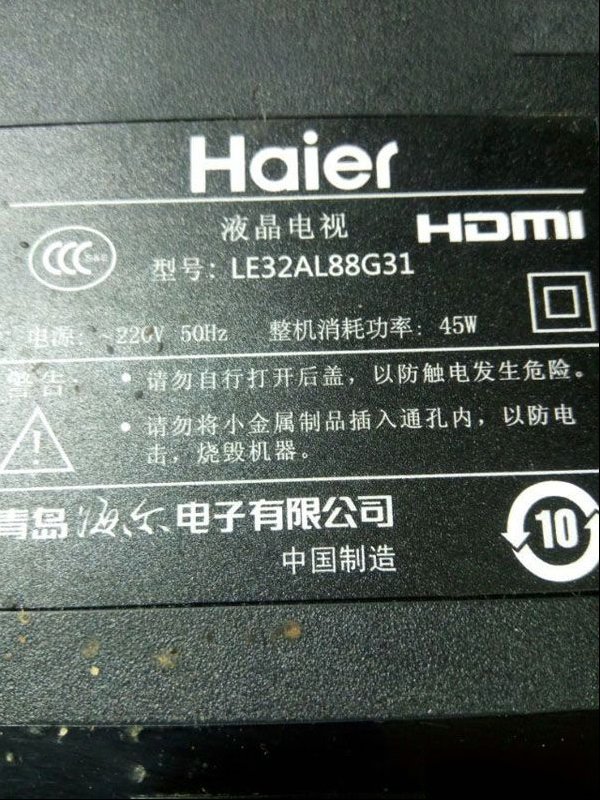 Haier
液晶电视
HDMI
CCC S&E
型号: LE32AL88G31
电源: ~220V 50Hz 整机消耗功率: 45W
警告
• 请勿自行打开后盖，以防触电发生危险。
• 请勿将小金属制品插入通孔内，以防电
击，烧毁机器。
青岛海尔电子有限公司
10
中国制造